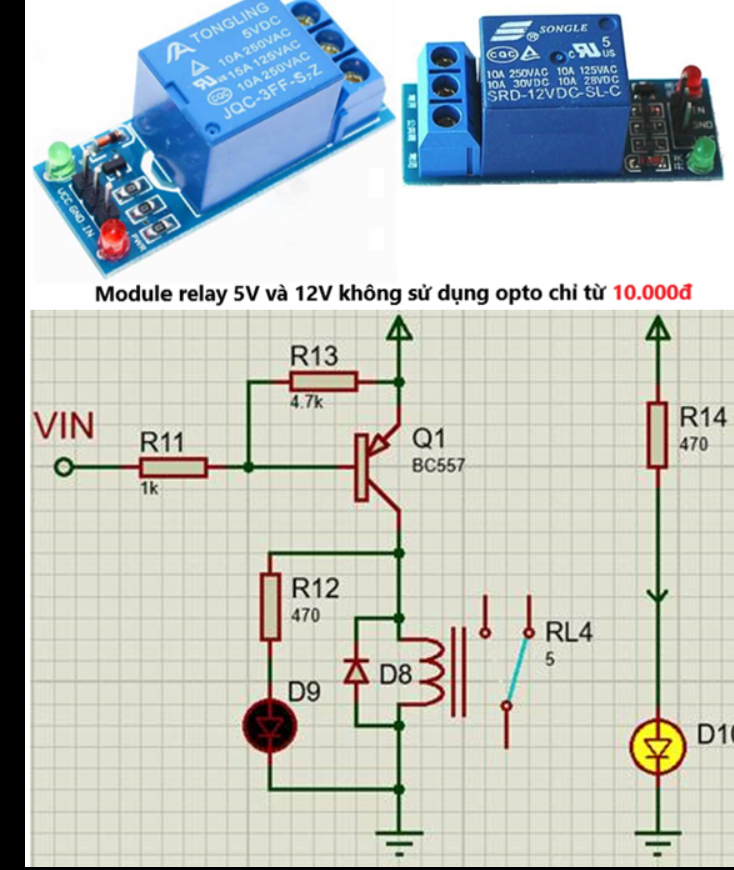 TONGLING
5VDC
10A 250VAC
15A 125VAC
CQC 10A 250VAC
JQC-3FF-S-Z
VCC GND IN
PWR
SONGLE
CQC
c US 5
10A 250VAC 10A 125VAC
10A 30VDC 10A 28VDC
SRD-12VDC-SL-C
IN
GND
Module relay 5V và 12V không sử dụng opto chỉ từ 10.000đ
R13
4.7k
VIN
R11
1k
Q1
BC557
R14
470
R12
470
RL4
5
D8
D9
D10